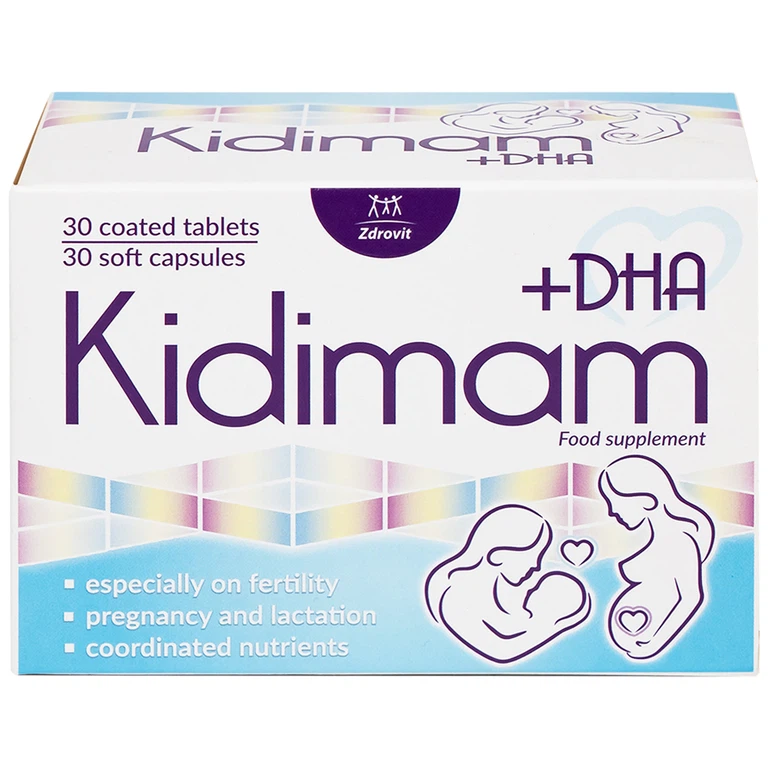 Kidimam
+DHA
30 coated tablets
30 soft capsules
Zdrovit
+DHA
Kidimam
Food supplement
especially on fertility
pregnancy and lactation
coordinated nutrients